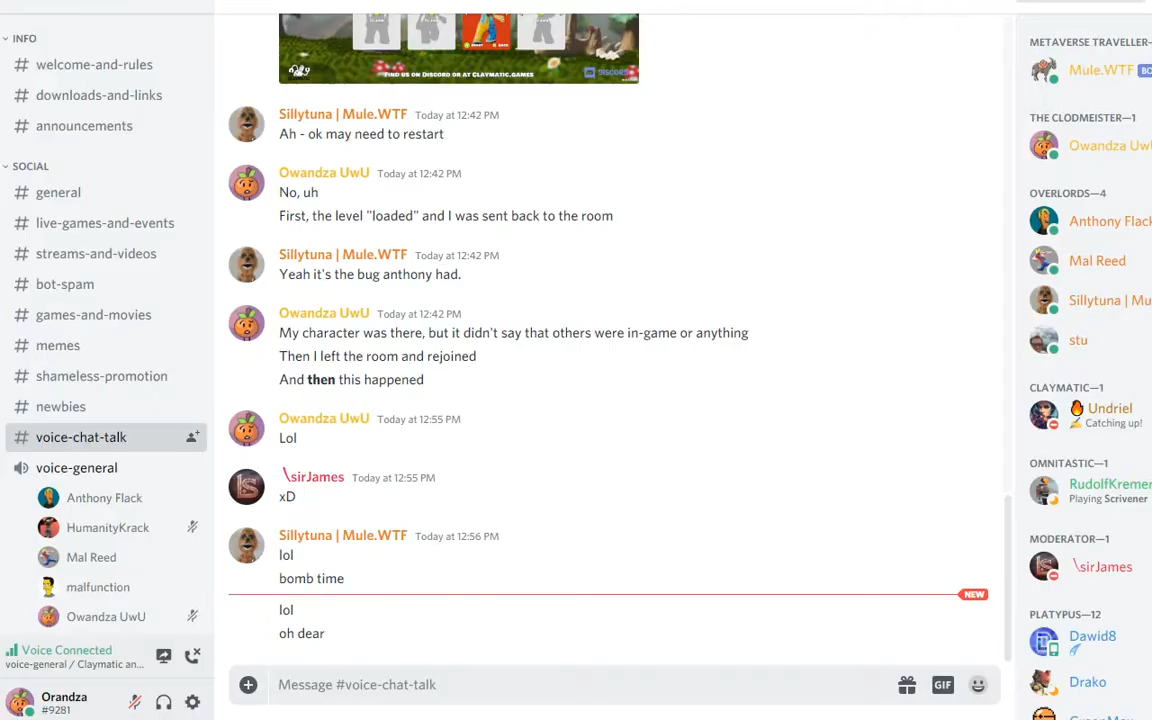 INFO
# welcome-and-rules
# downloads-and-links
# announcements
SOCIAL
# general
# live-games-and-events
# streams-and-videos
# bot-spam
# games-and-movies
# memes
# shameless-promotion
# newbies
# voice-chat-talk
voice-general
Anthony Flack
HumanityKrack
Mal Reed
malfunction
Owandza UwU
Voice Connected
voice-general / Claymatic an...
Orandza
#9281
FIND US ON DISCORD OR AT CLAYMATIC.GAMES
DISCORD
Sillytuna | Mule.WTF Today at 12:42 PM
Ah - ok may need to restart
Owandza UwU Today at 12:42 PM
No, uh
First, the level "loaded" and I was sent back to the room
Sillytuna | Mule.WTF Today at 12:42 PM
Yeah it's the bug anthony had.
Owandza UwU Today at 12:42 PM
My character was there, but it didn't say that others were in-game or anything
Then I left the room and rejoined
And then this happened
Owandza UwU Today at 12:55 PM
Lol
\sirJames Today at 12:55 PM
xD
Sillytuna | Mule.WTF Today at 12:56 PM
lol
bomb time
NEW
lol
oh dear
Message #voice-chat-talk
GIF
METAVERSE TRAVELLER—
Mule.WTF BO
THE CLODMEISTER—1
Owandza UwU
OVERLORDS—4
Anthony Flack
Mal Reed
Sillytuna | Mu
stu
CLAYMATIC—1
Undriel
Catching up!
OMNITASTIC—1
RudolfKremer
Playing Scrivener
MODERATOR—1
\sirJames
PLATYPUS—12
Dawid8
Drako